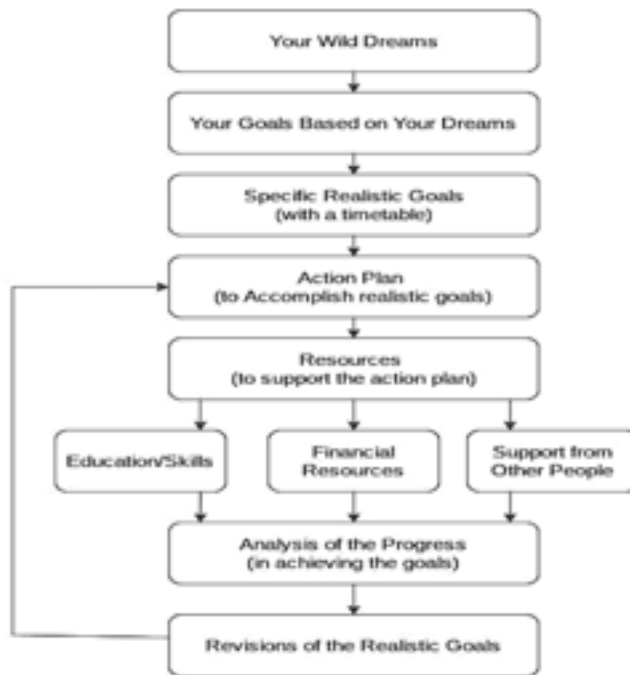 Your Wild Dreams
Your Goals Based on Your Dreams
Specific Realistic Goals
(with a timetable)
Action Plan
(to Accomplish realistic goals)
Resources
(to support the action plan)
Education/Skills
Financial
Resources
Support from
Other People
Analysis of the Progress
(in achieving the goals)
Revisions of the Realistic Goals